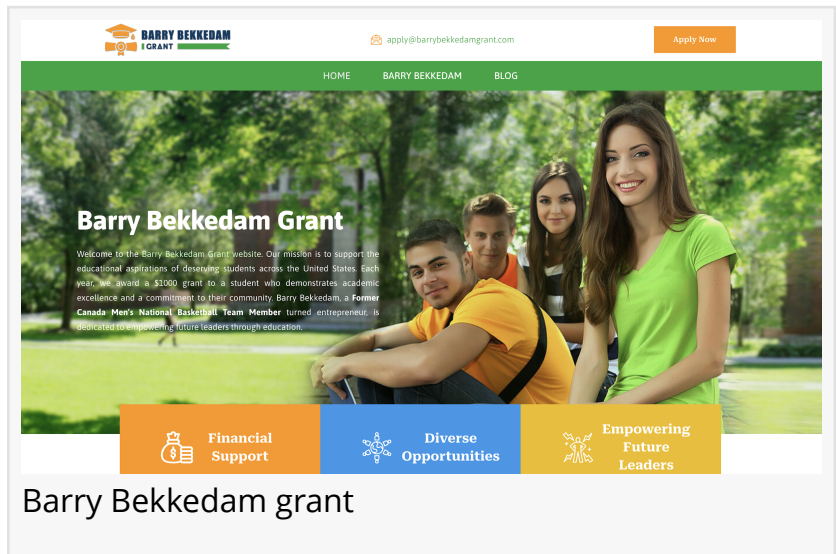 BARRY BEKKEDAM
GRANT
apply@barrybekkedamgrant.com
Apply Now
HOME BARRY BEKKEDAM BLOG
Barry Bekkedam Grant
Welcome to the Barry Bekkedam Grant website. Our mission is to support the
educational aspirations of deserving students across the United States. Each
year, we award a $1000 grant to a student who demonstrates academic
excellence and a commitment to their community. Barry Bekkedam, a Former
Canada Men's National Basketball Team Member turned entrepreneur, is
dedicated to empowering future leaders through education.
Financial
Support
Diverse
Opportunities
Empowering
Future
Leaders
Barry Bekkedam grant